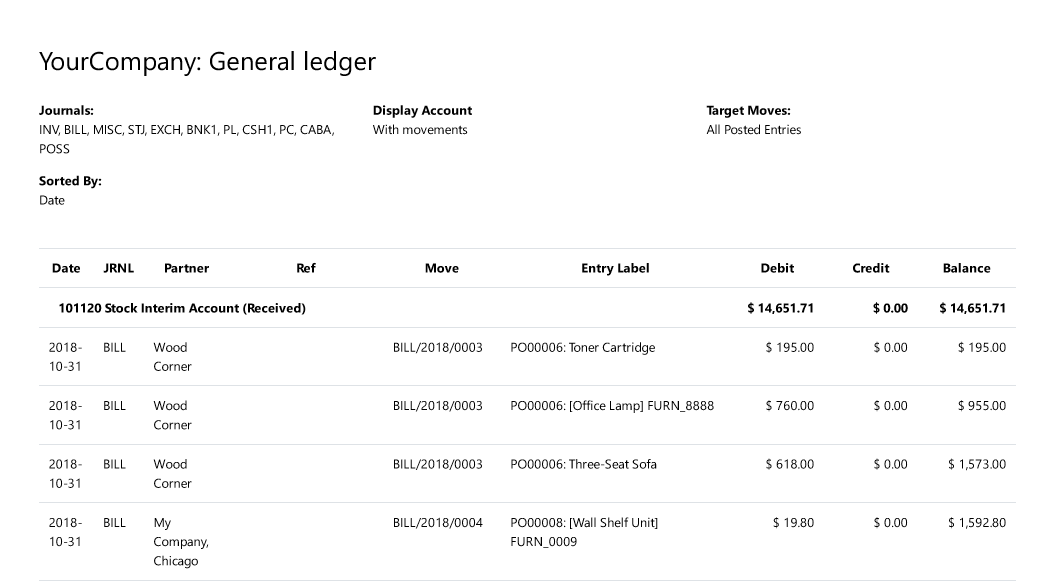 YourCompany: General ledger
Journals: Display Account Target Moves:
INV, BILL, MISC, STJ, EXCH, BNK1, PL, CSH1, PC, CABA, With movements All Posted Entries
POSS
Sorted By:
Date
Date JRNL Partner Ref Move Entry Label Debit Credit Balance
101120 Stock Interim Account (Received) $ 14,651.71 $ 0.00 $ 14,651.71
2018- BILL Wood BILL/2018/0003 PO00006: Toner Cartridge $ 195.00 $ 0.00 $ 195.00
10-31 Corner
2018- BILL Wood BILL/2018/0003 PO00006: [Office Lamp] FURN_8888 $ 760.00 $ 0.00 $ 955.00
10-31 Corner
2018- BILL Wood BILL/2018/0003 PO00006: Three-Seat Sofa $ 618.00 $ 0.00 $ 1,573.00
10-31 Corner
2018- BILL My BILL/2018/0004 PO00008: [Wall Shelf Unit] $ 19.80 $ 0.00 $ 1,592.80
10-31 Company, FURN_0009
Chicago